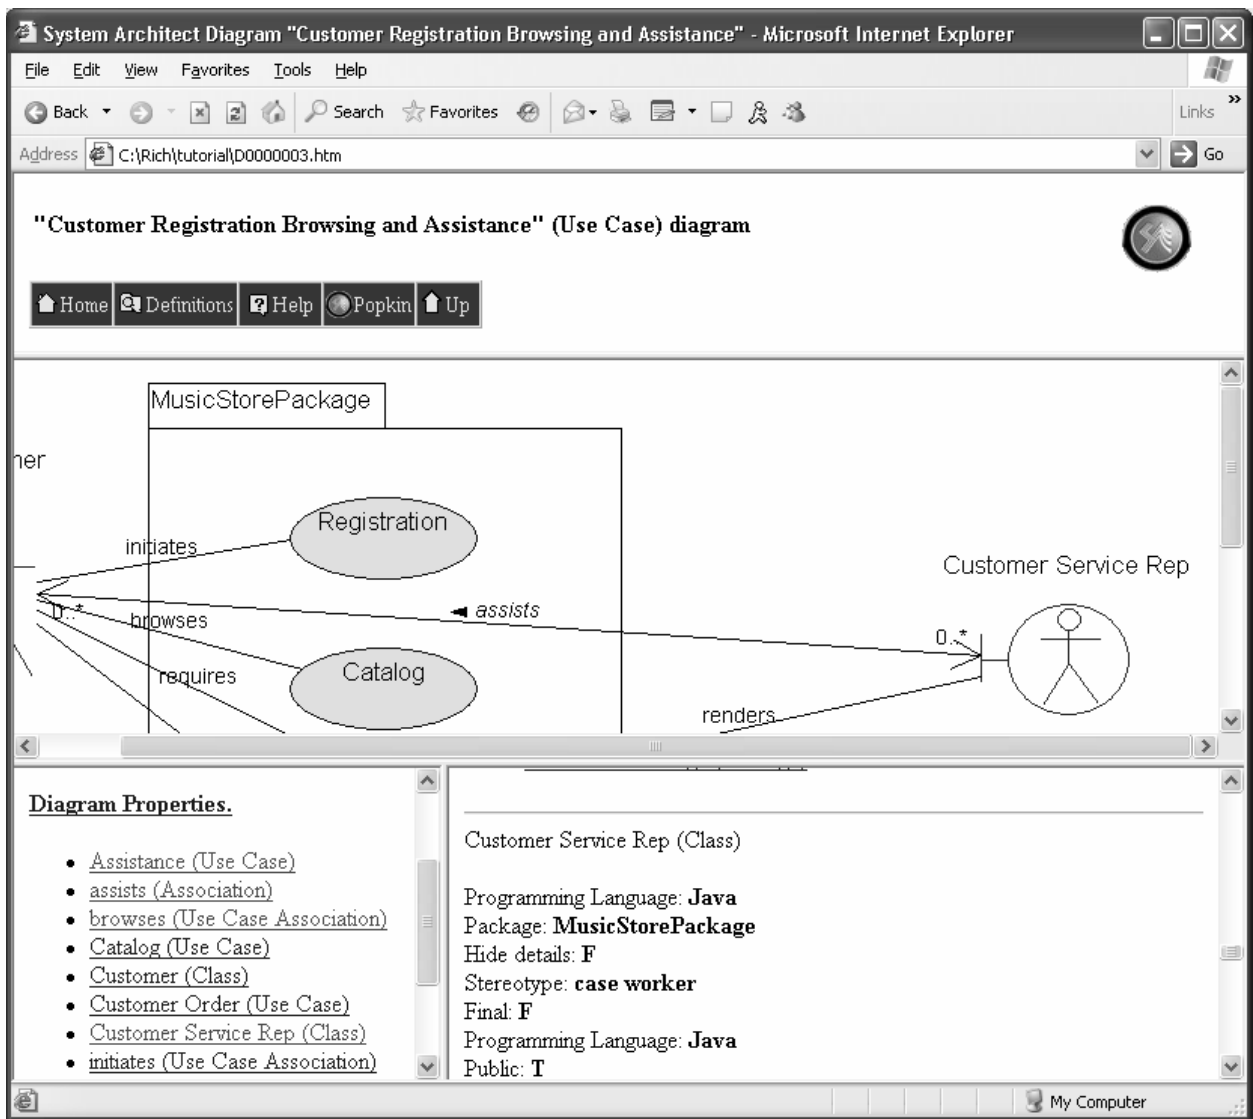 System Architect Diagram "Customer Registration Browsing and Assistance" - Microsoft Internet Explorer
File Edit View Favorites Tools Help
Back Search Favorites Links »
Address C:\Rich\tutorial\D0000003.htm Go
"Customer Registration Browsing and Assistance" (Use Case) diagram
Home Definitions Help Popkin Up
MusicStorePackage
ner
Registration
initiates
Customer Service Rep
assists
0..*
browses
0..*
requires
Catalog
renders
Diagram Properties.
• Assistance (Use Case)
• assists (Association)
• browses (Use Case Association)
• Catalog (Use Case)
• Customer (Class)
• Customer Order (Use Case)
• Customer Service Rep (Class)
• initiates (Use Case Association)
Customer Service Rep (Class)
Programming Language: Java
Package: MusicStorePackage
Hide details: F
Stereotype: case worker
Final: F
Programming Language: Java
Public: T
My Computer